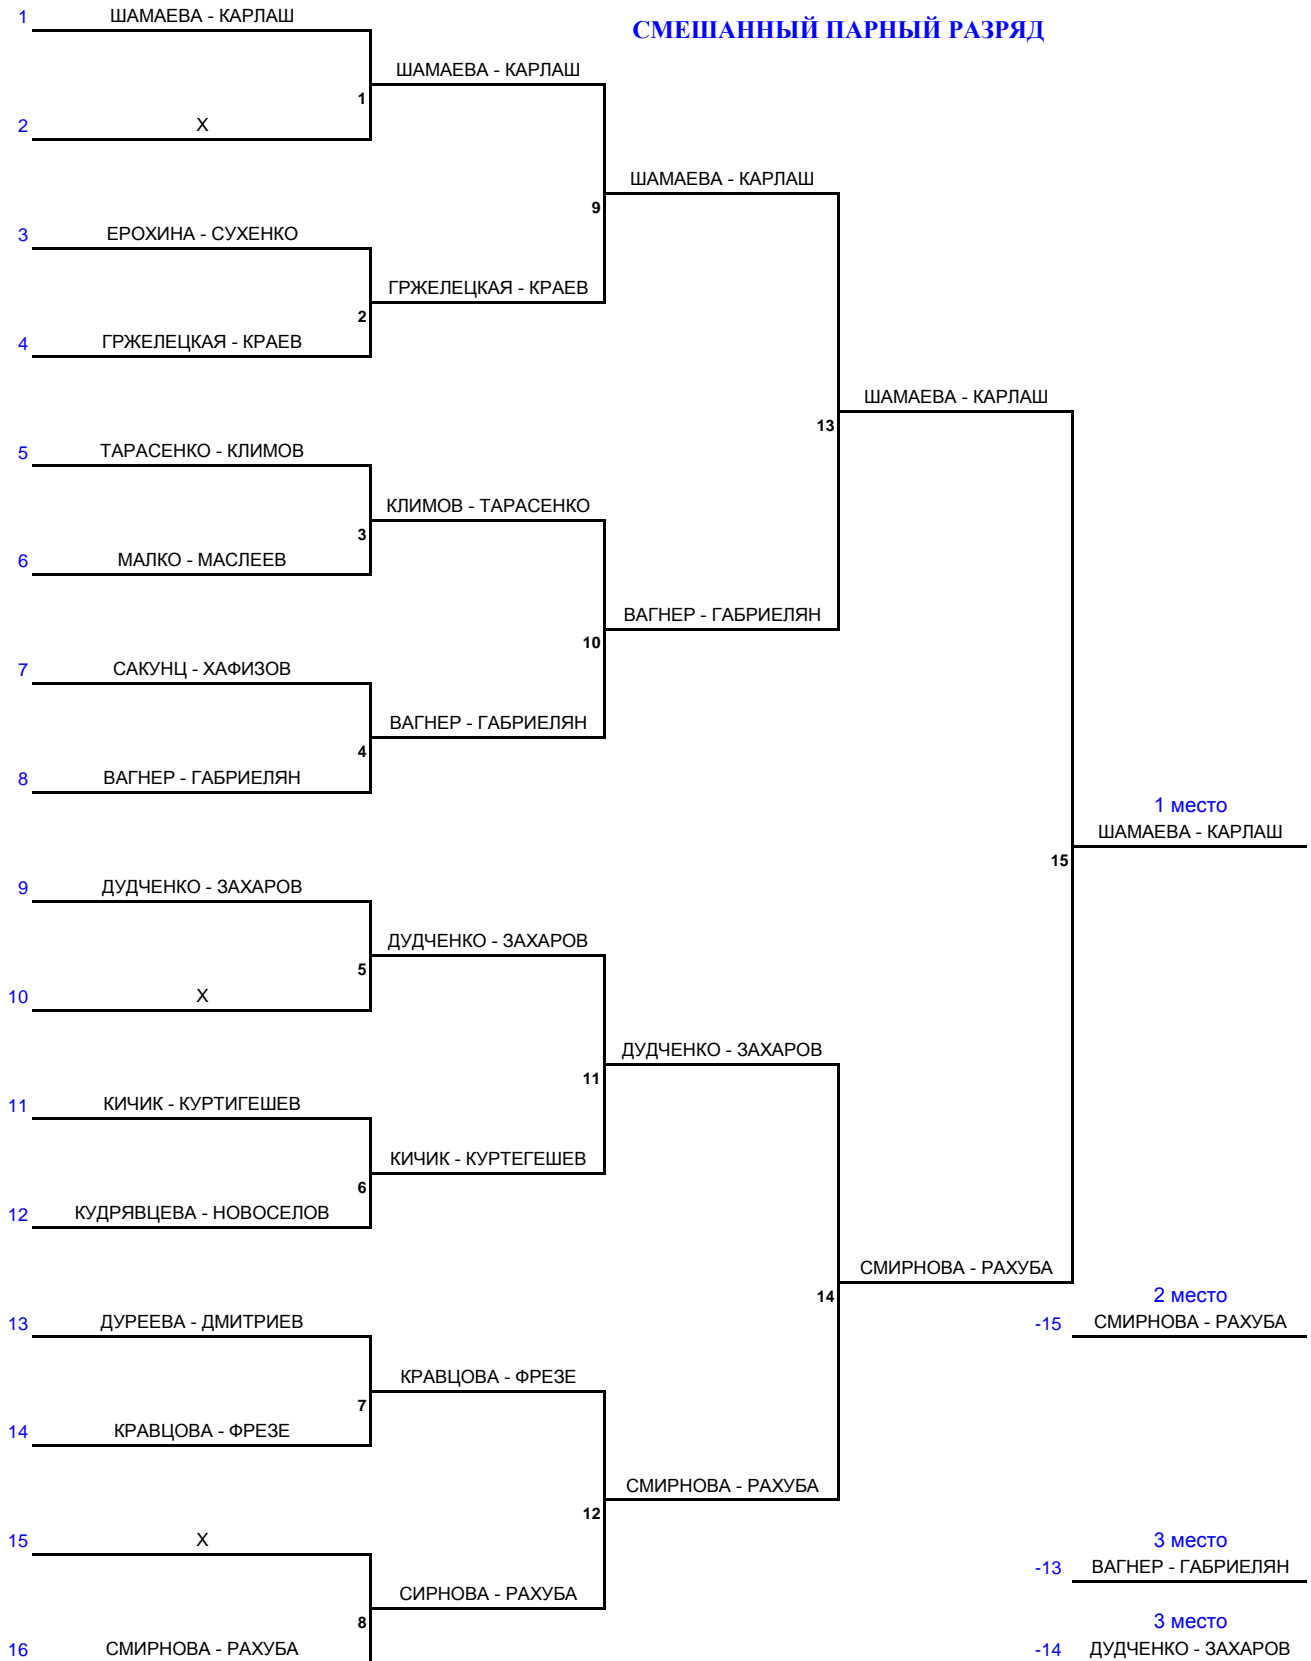 1 ШАМАЕВА - КАРЛАШ
СМЕШАННЫЙ ПАРНЫЙ РАЗРЯД
ШАМАЕВА - КАРЛАШ
1
2 Х
ШАМАЕВА - КАРЛАШ
9
3 ЕРОХИНА - СУХЕНКО
ГРЖЕЛЕЦКАЯ - КРАЕВ
2
4 ГРЖЕЛЕЦКАЯ - КРАЕВ
ШАМАЕВА - КАРЛАШ
13
5 ТАРАСЕНКО - КЛИМОВ
КЛИМОВ - ТАРАСЕНКО
3
6 МАЛКО - МАСЛЕЕВ
ВАГНЕР - ГАБРИЕЛЯН
10
7 САКУНЦ - ХАФИЗОВ
ВАГНЕР - ГАБРИЕЛЯН
4
8 ВАГНЕР - ГАБРИЕЛЯН
1 место
ШАМАЕВА - КАРЛАШ
15
9 ДУДЧЕНКО - ЗАХАРОВ
ДУДЧЕНКО - ЗАХАРОВ
5
10 Х
ДУДЧЕНКО - ЗАХАРОВ
11
11 КИЧИК - КУРТИГЕШЕВ
КИЧИК - КУРТЕГЕШЕВ
6
12 КУДРЯВЦЕВА - НОВОСЕЛОВ
СМИРНОВА - РАХУБА
14
2 место
-15 СМИРНОВА - РАХУБА
13 ДУРЕЕВА - ДМИТРИЕВ
КРАВЦОВА - ФРЕЗЕ
7
14 КРАВЦОВА - ФРЕЗЕ
СМИРНОВА - РАХУБА
12
15 Х
3 место
-13 ВАГНЕР - ГАБРИЕЛЯН
СИРНОВА - РАХУБА
8
3 место
16 СМИРНОВА - РАХУБА
-14 ДУДЧЕНКО - ЗАХАРОВ